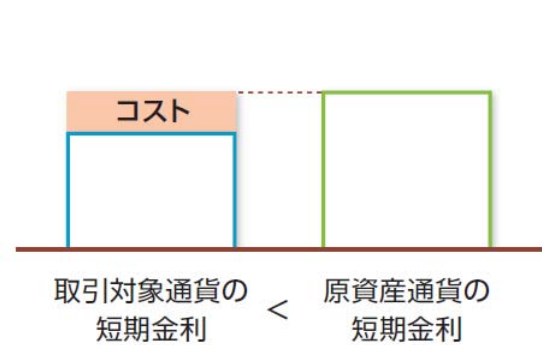 コスト
取引対象通貨の
短期金利
<
原資産通貨の
短期金利